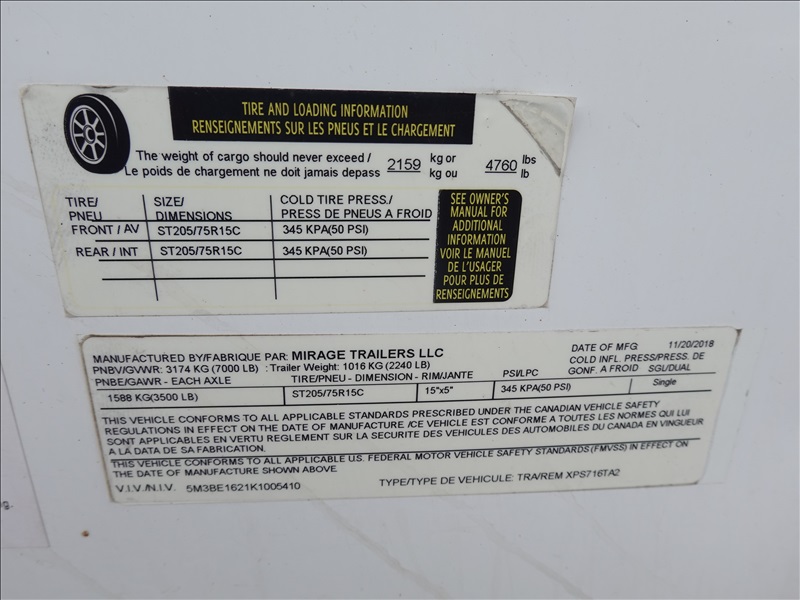 TIRE AND LOADING INFORMATION
RENSEIGNEMENTS SUR LES PNEUS ET LE CHARGEMENT
The weight of cargo should never exceed / 2159 kg or 4760 lbs
Le poids de chargement ne doit jamais depass kg ou lb
TIRE/ SIZE/ COLD TIRE PRESS./
PNEU DIMENSIONS PRESS DE PNEUS A FROID
FRONT / AV ST205/75R15C 345 KPA(50 PSI)
REAR / INT ST205/75R15C 345 KPA(50 PSI)
SEE OWNER'S
MANUAL FOR
ADDITIONAL
INFORMATION
VOIR LE MANUEL
DE L'USAGER
POUR PLUS DE
RENSEIGNEMENTS
MANUFACTURED BY/FABRIQUE PAR: MIRAGE TRAILERS LLC DATE OF MFG 11/20/2018
PNBV/GVWR: 3174 KG (7000 LB) : Trailer Weight: 1016 KG (2240 LB) COLD INFL. PRESS/PRESS. DE
PNBE/GAWR - EACH AXLE TIRE/PNEU - DIMENSION - RIM/JANTE PSI/LPC GONF. A FROID SGL/DUAL
1588 KG(3500 LB) ST205/75R15C 15"x5" 345 KPA(50 PSI) Single
THIS VEHICLE CONFORMS TO ALL APPLICABLE STANDARDS PRESCRIBED UNDER THE CANADIAN VEHICLE SAFETY
REGULATIONS IN EFFECT ON THE DATE OF MANUFACTURE /CE VEHICULE EST CONFORME A TOUTES LES NORMES QUI LUI
SONT APPLICABLES EN VERTU REGLEMENT SUR LA SECURITE DES VEHICULES DES AUTOMOBILES DU CANADA EN VINGUEUR
A LA DATA DE SA FABRICATION.
THIS VEHICLE CONFORMS TO ALL APPLICABLE U.S. FEDERAL MOTOR VEHICLE SAFETY STANDARDS (FMVSS) IN EFFECT ON
THE DATE OF MANUFACTURE SHOWN ABOVE.
V.I.V./N.I.V. 5M3BE1621K1005410 TYPE/TYPE DE VEHICULE: TRA/REM XPS716TA2